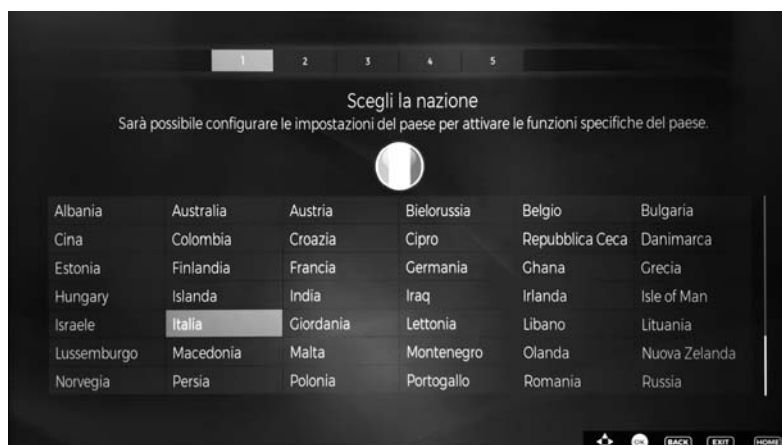 1 2 3 4 5
Scegli la nazione
Sarà possibile configurare le impostazioni del paese per attivare le funzioni specifiche del paese.
Albania Australia Austria Bielorussia Belgio Bulgaria
Cina Colombia Croazia Cipro Repubblica Ceca Danimarca
Estonia Finlandia Francia Germania Ghana Grecia
Hungary Islanda India Iraq Irlanda Isle of Man
Israele Italia Giordania Lettonia Libano Lituania
Lussemburgo Macedonia Malta Montenegro Olanda Nuova Zelanda
Norvegia Persia Polonia Portogallo Romania Russia
OK BACK EXIT HOME